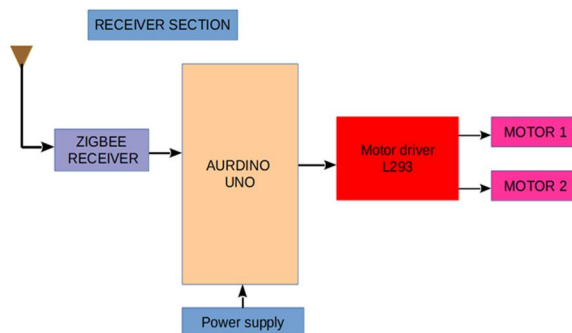 RECEIVER SECTION
ZIGBEE
RECEIVER
AURDINO
UNO
Motor driver
L293
MOTOR 1
MOTOR 2
Power supply